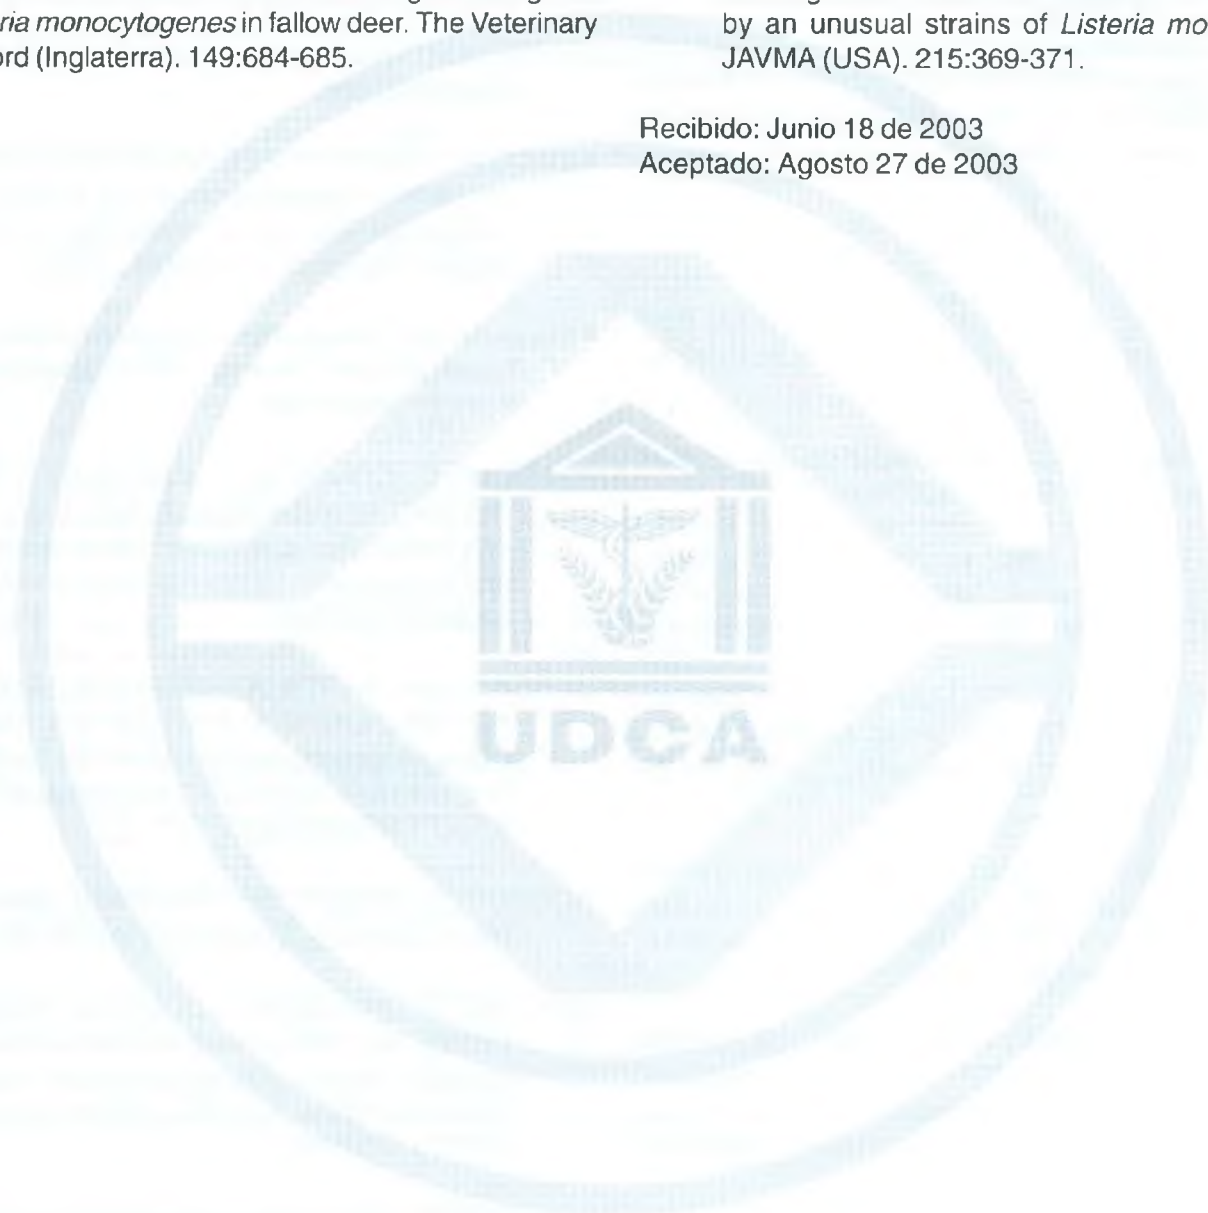 ria monocytogenes in fallow deer. The Veterinary
ord (Inglaterra). 149:684-685.
by an unusual strains of Listeria mo
JAVMA (USA). 215:369-371.
Recibido: Junio 18 de 2003
Aceptado: Agosto 27 de 2003
UDCA